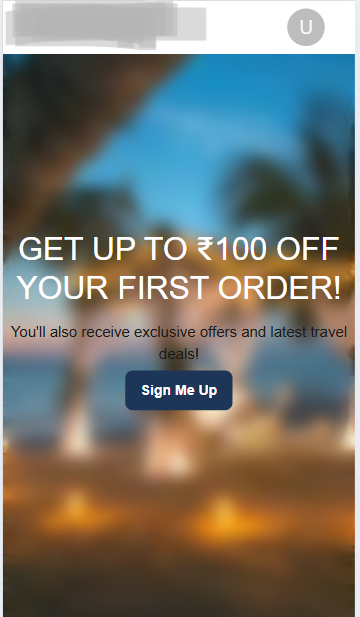 U
GET UP TO ₹100 OFF
YOUR FIRST ORDER!
You'll also receive exclusive offers and latest travel
deals!
Sign Me Up